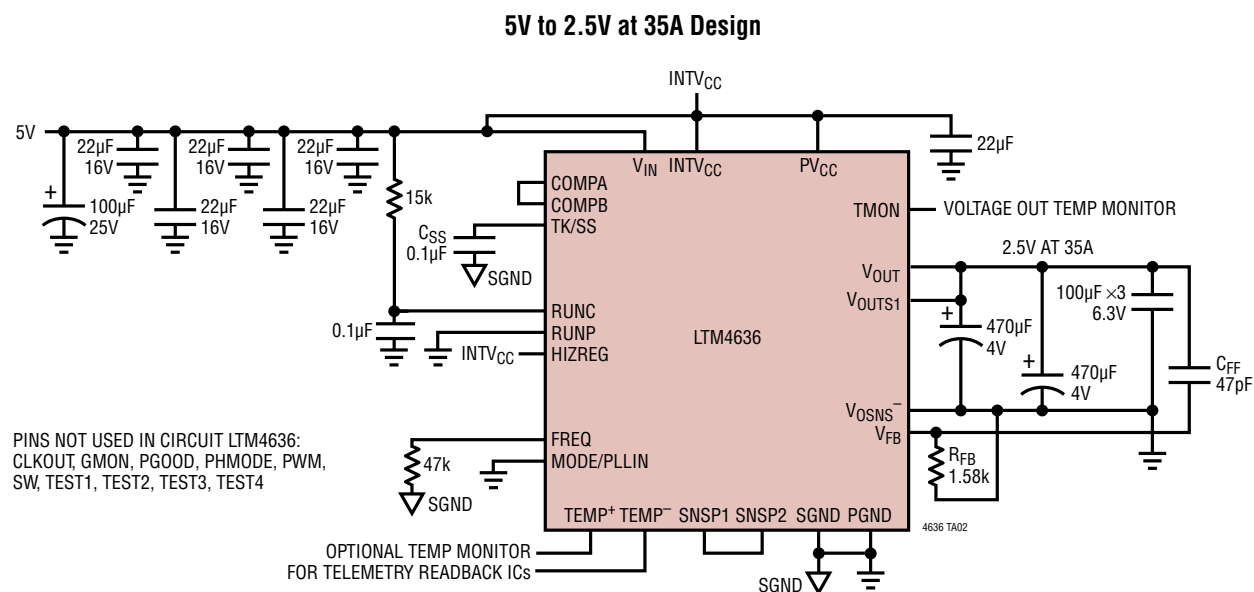 5V to 2.5V at 35A Design
INTVCC
5V
22µF
16V
22µF
16V
22µF
16V
22µF
VIN
INTVCC
PVCC
+
100µF
25V
22µF
16V
22µF
16V
15k
COMPA
COMPB
TK/SS
CSS
0.1µF
SGND
TMON
VOLTAGE OUT TEMP MONITOR
2.5V AT 35A
VOUT
VOUTS1
100µF ×3
6.3V
+
470µF
4V
+
470µF
4V
CFF
47pF
0.1µF
RUNC
RUNP
INTVCC
HIZREG
LTM4636
VOSNS–
VFB
RFB
1.58k
PINS NOT USED IN CIRCUIT LTM4636:
CLKOUT, GMON, PGOOD, PHMODE, PWM,
SW, TEST1, TEST2, TEST3, TEST4
FREQ
MODE/PLLIN
47k
SGND
TEMP+
TEMP–
SNSP1
SNSP2
SGND
PGND
4636 TA02
OPTIONAL TEMP MONITOR
FOR TELEMETRY READBACK ICs
SGND